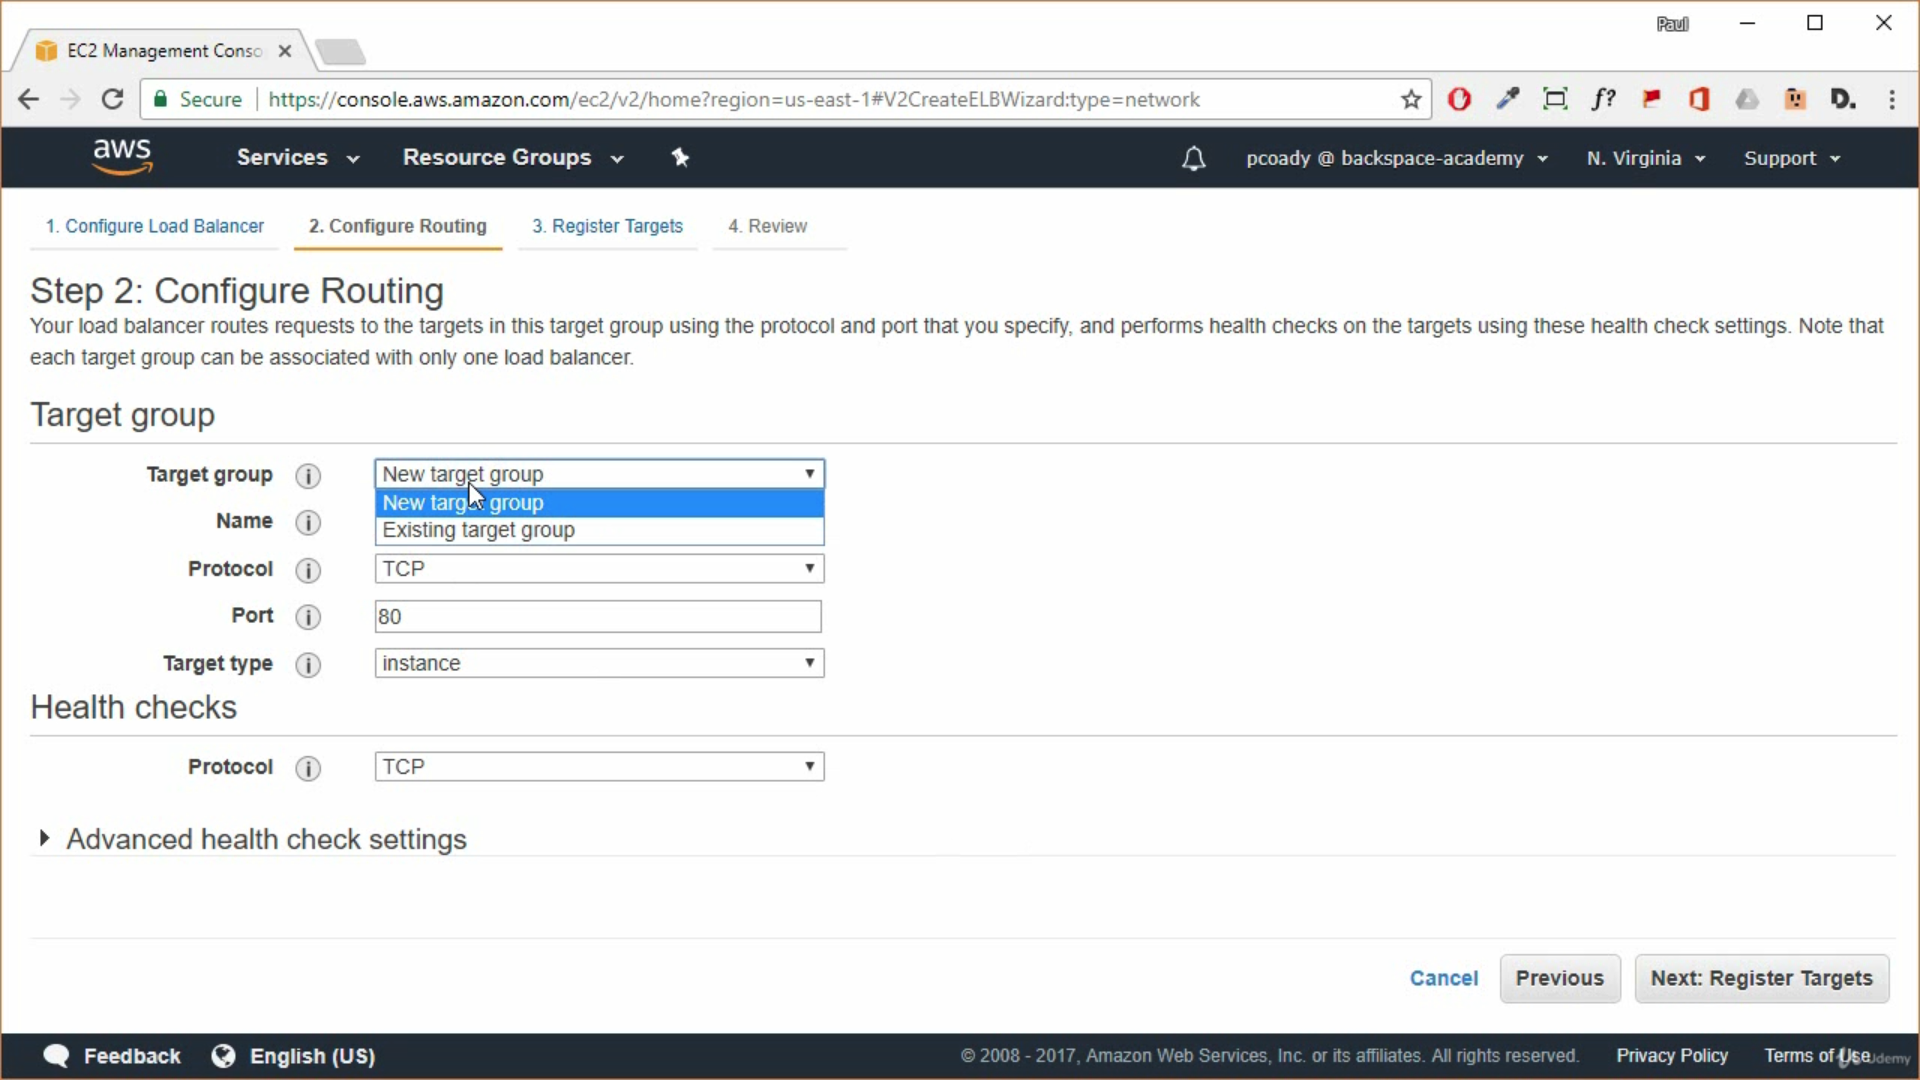 Paul
EC2 Management Conso
Secure
https://console.aws.amazon.com/ec2/v2/home?region=us-east-1#V2CreateELBWizard:type=network
f?
D.
aws
Services
Resource Groups
pcoady @ backspace-academy
N. Virginia
Support
1. Configure Load Balancer
2. Configure Routing
3. Register Targets
4. Review
Step 2: Configure Routing
Your load balancer routes requests to the targets in this target group using the protocol and port that you specify, and performs health checks on the targets using these health check settings. Note that
each target group can be associated with only one load balancer.
Target group
Target group
New target group
New target group
Existing target group
Name
Protocol
TCP
Port
80
Target type
instance
Health checks
Protocol
TCP
Advanced health check settings
Cancel
Previous
Next: Register Targets
Feedback
English (US)
© 2008 - 2017, Amazon Web Services, Inc. or its affiliates. All rights reserved.
Privacy Policy
Terms of Use
Udemy